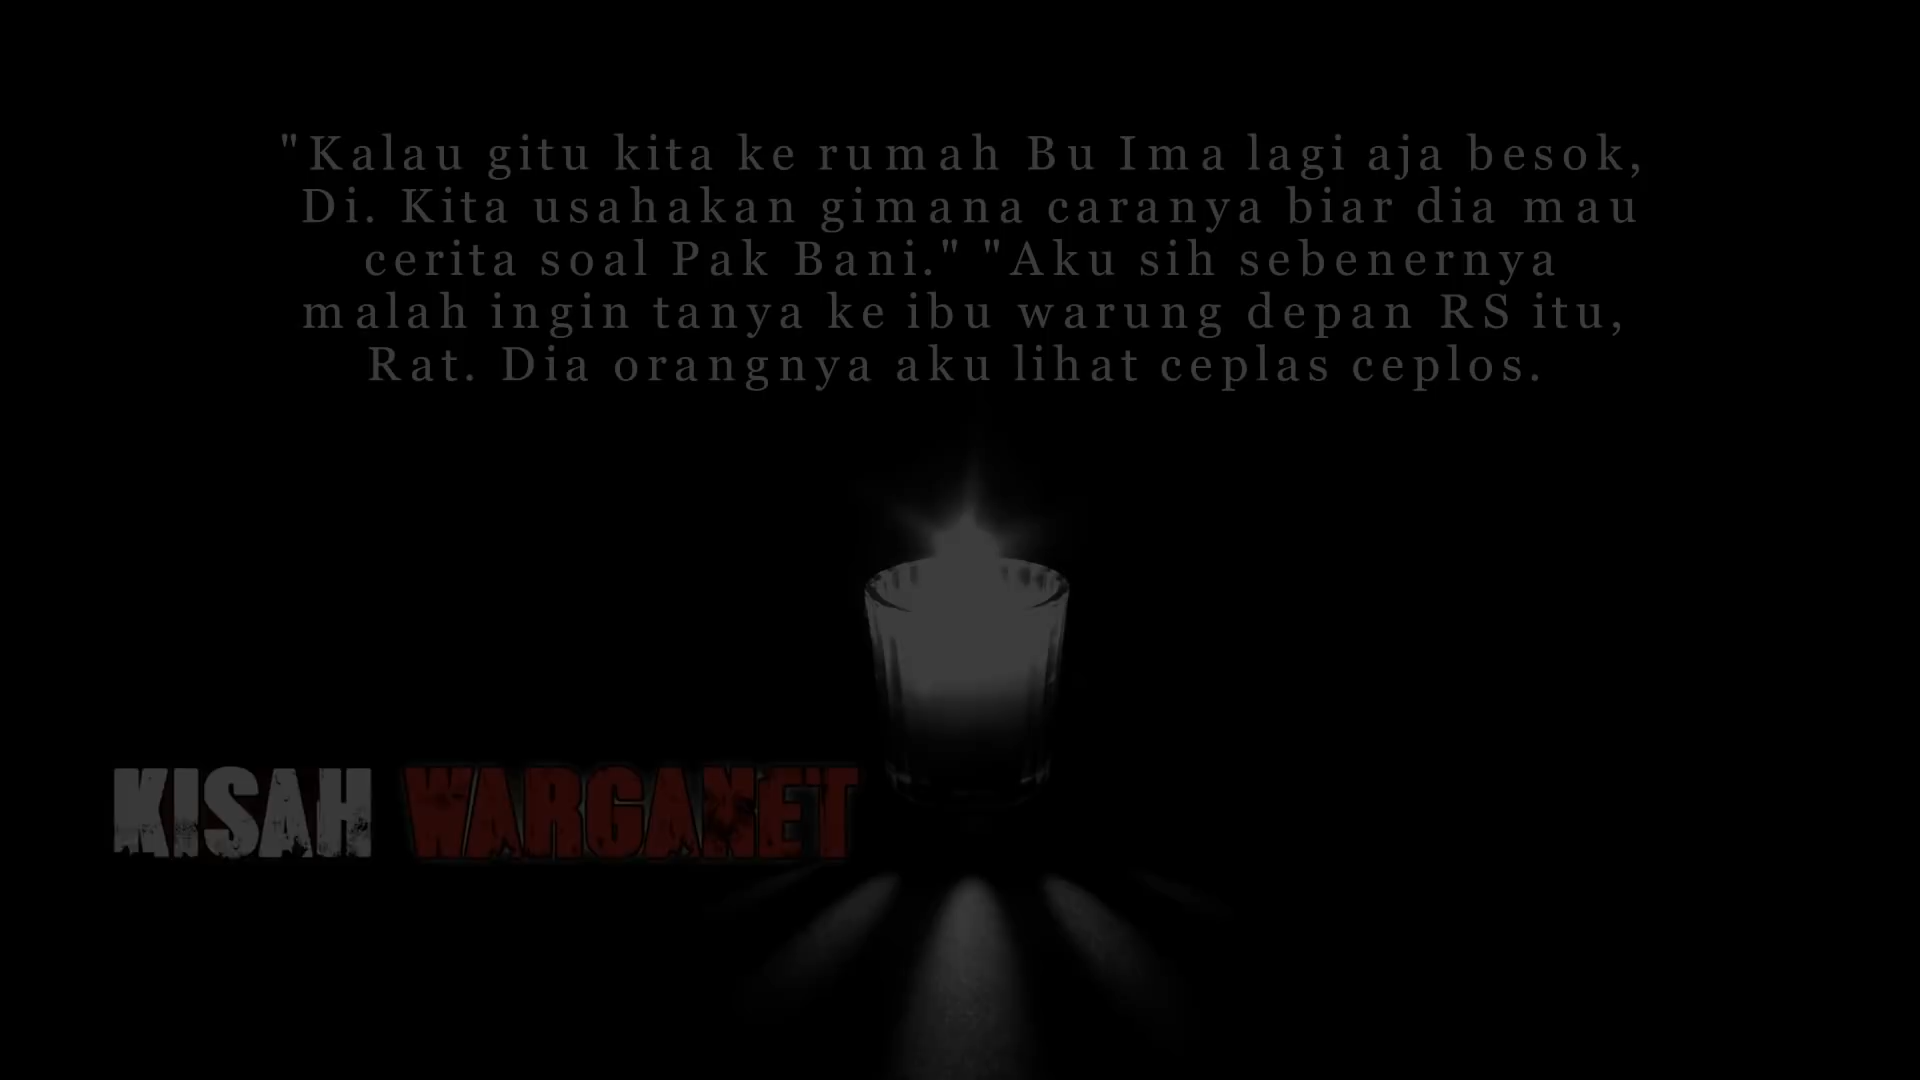 "Kalau gitu kita ke rumah Bu Ima lagi aja besok,
Di. Kita usahakan gimana caranya biar dia mau
cerita soal Pak Bani." "Aku sih sebenernya
malah ingin tanya ke ibu warung depan RS itu,
Rat. Dia orangnya aku lihat ceplas ceplos.
KISAH WARGANET